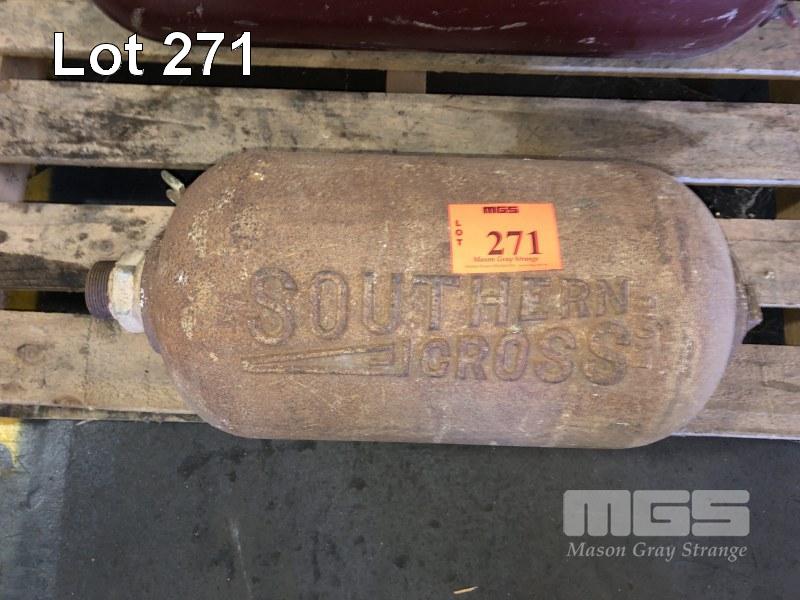 Lot 271
MGS
LOT
271
Mason Gray Strange
SOUTHERN
CROSS
MGS
Mason Gray Strange